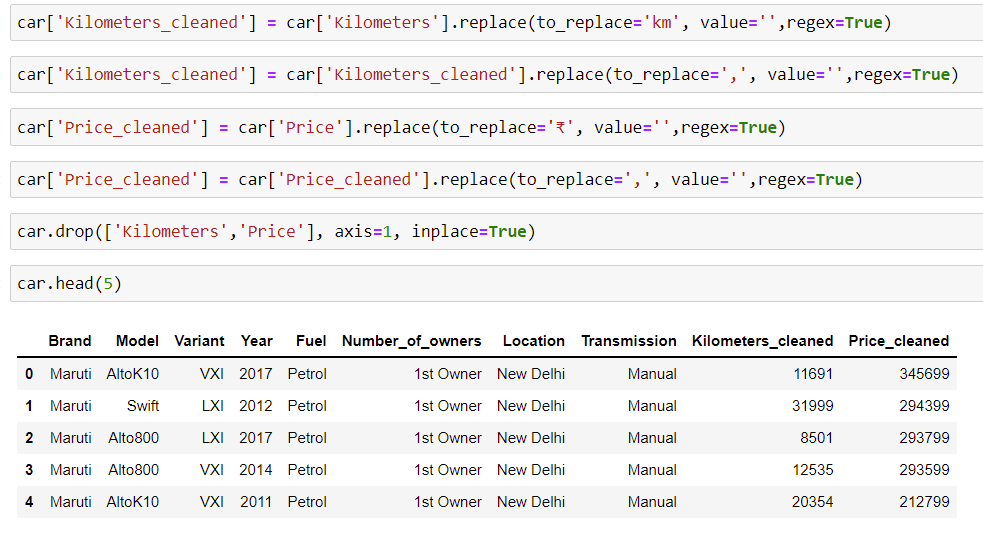 car['Kilometers_cleaned'] = car['Kilometers'].replace(to_replace='km', value='',regex=True)
car['Kilometers_cleaned'] = car['Kilometers_cleaned'].replace(to_replace=',', value='',regex=True)
car['Price_cleaned'] = car['Price'].replace(to_replace='₹', value='',regex=True)
car['Price_cleaned'] = car['Price_cleaned'].replace(to_replace=',', value='',regex=True)
car.drop(['Kilometers','Price'], axis=1, inplace=True)
car.head(5)
Brand Model Variant Year Fuel Number_of_owners Location Transmission Kilometers_cleaned Price_cleaned
0 Maruti AltoK10 VXI 2017 Petrol 1st Owner New Delhi Manual 11691 345699
1 Maruti Swift LXI 2012 Petrol 1st Owner New Delhi Manual 31999 294399
2 Maruti Alto800 LXI 2017 Petrol 1st Owner New Delhi Manual 8501 293799
3 Maruti Alto800 VXI 2014 Petrol 1st Owner New Delhi Manual 12535 293599
4 Maruti AltoK10 VXI 2011 Petrol 1st Owner New Delhi Manual 20354 212799